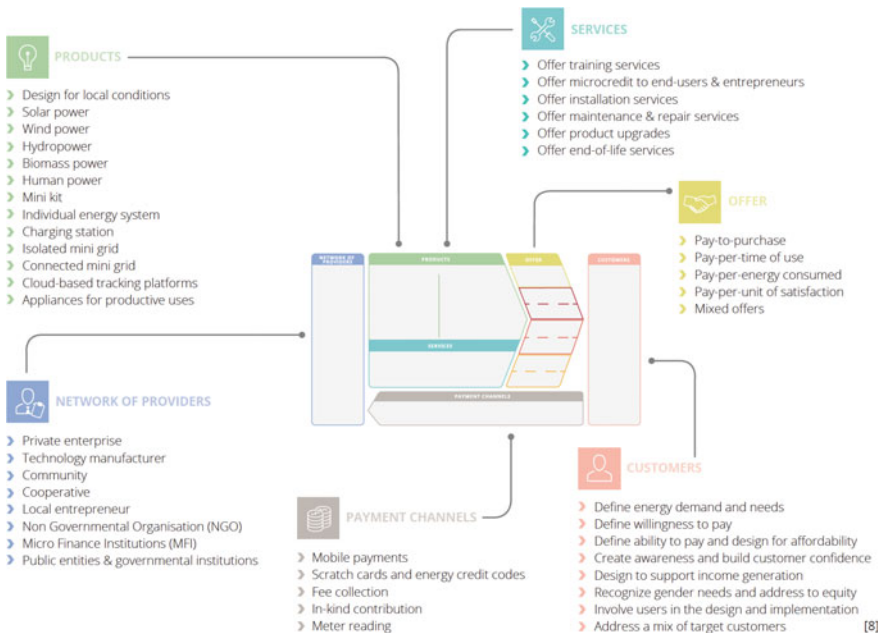 SERVICES
Offer training services
Offer microcredit to end-users & entrepreneurs
Offer installation services
Offer maintenance & repair services
Offer product upgrades
Offer end-of-life services
PRODUCTS
Design for local conditions
Solar power
Wind power
Hydropower
Biomass power
Human power
Mini kit
Individual energy system
Charging station
Isolated mini grid
Connected mini grid
Cloud-based tracking platforms
Appliances for productive uses
OFFER
Pay-to-purchase
Pay-per-time of use
Pay-per-energy consumed
Pay-per-unit of satisfaction
Mixed offers
NETWORK OF
PROVIDERS
PRODUCTS
OFFER
CUSTOMERS
SERVICES
PAYMENT CHANNELS
NETWORK OF PROVIDERS
Private enterprise
Technology manufacturer
Community
Cooperative
Local entrepreneur
Non Governmental Organisation (NGO)
Micro Finance Institutions (MFI)
Public entities & governmental institutions
PAYMENT CHANNELS
Mobile payments
Scratch cards and energy credit codes
Fee collection
In-kind contribution
Meter reading
CUSTOMERS
Define energy demand and needs
Define willingness to pay
Define ability to pay and design for affordability
Create awareness and build customer confidence
Design to support income generation
Recognize gender needs and address to equity
Involve users in the design and implementation
Address a mix of target customers
[8]